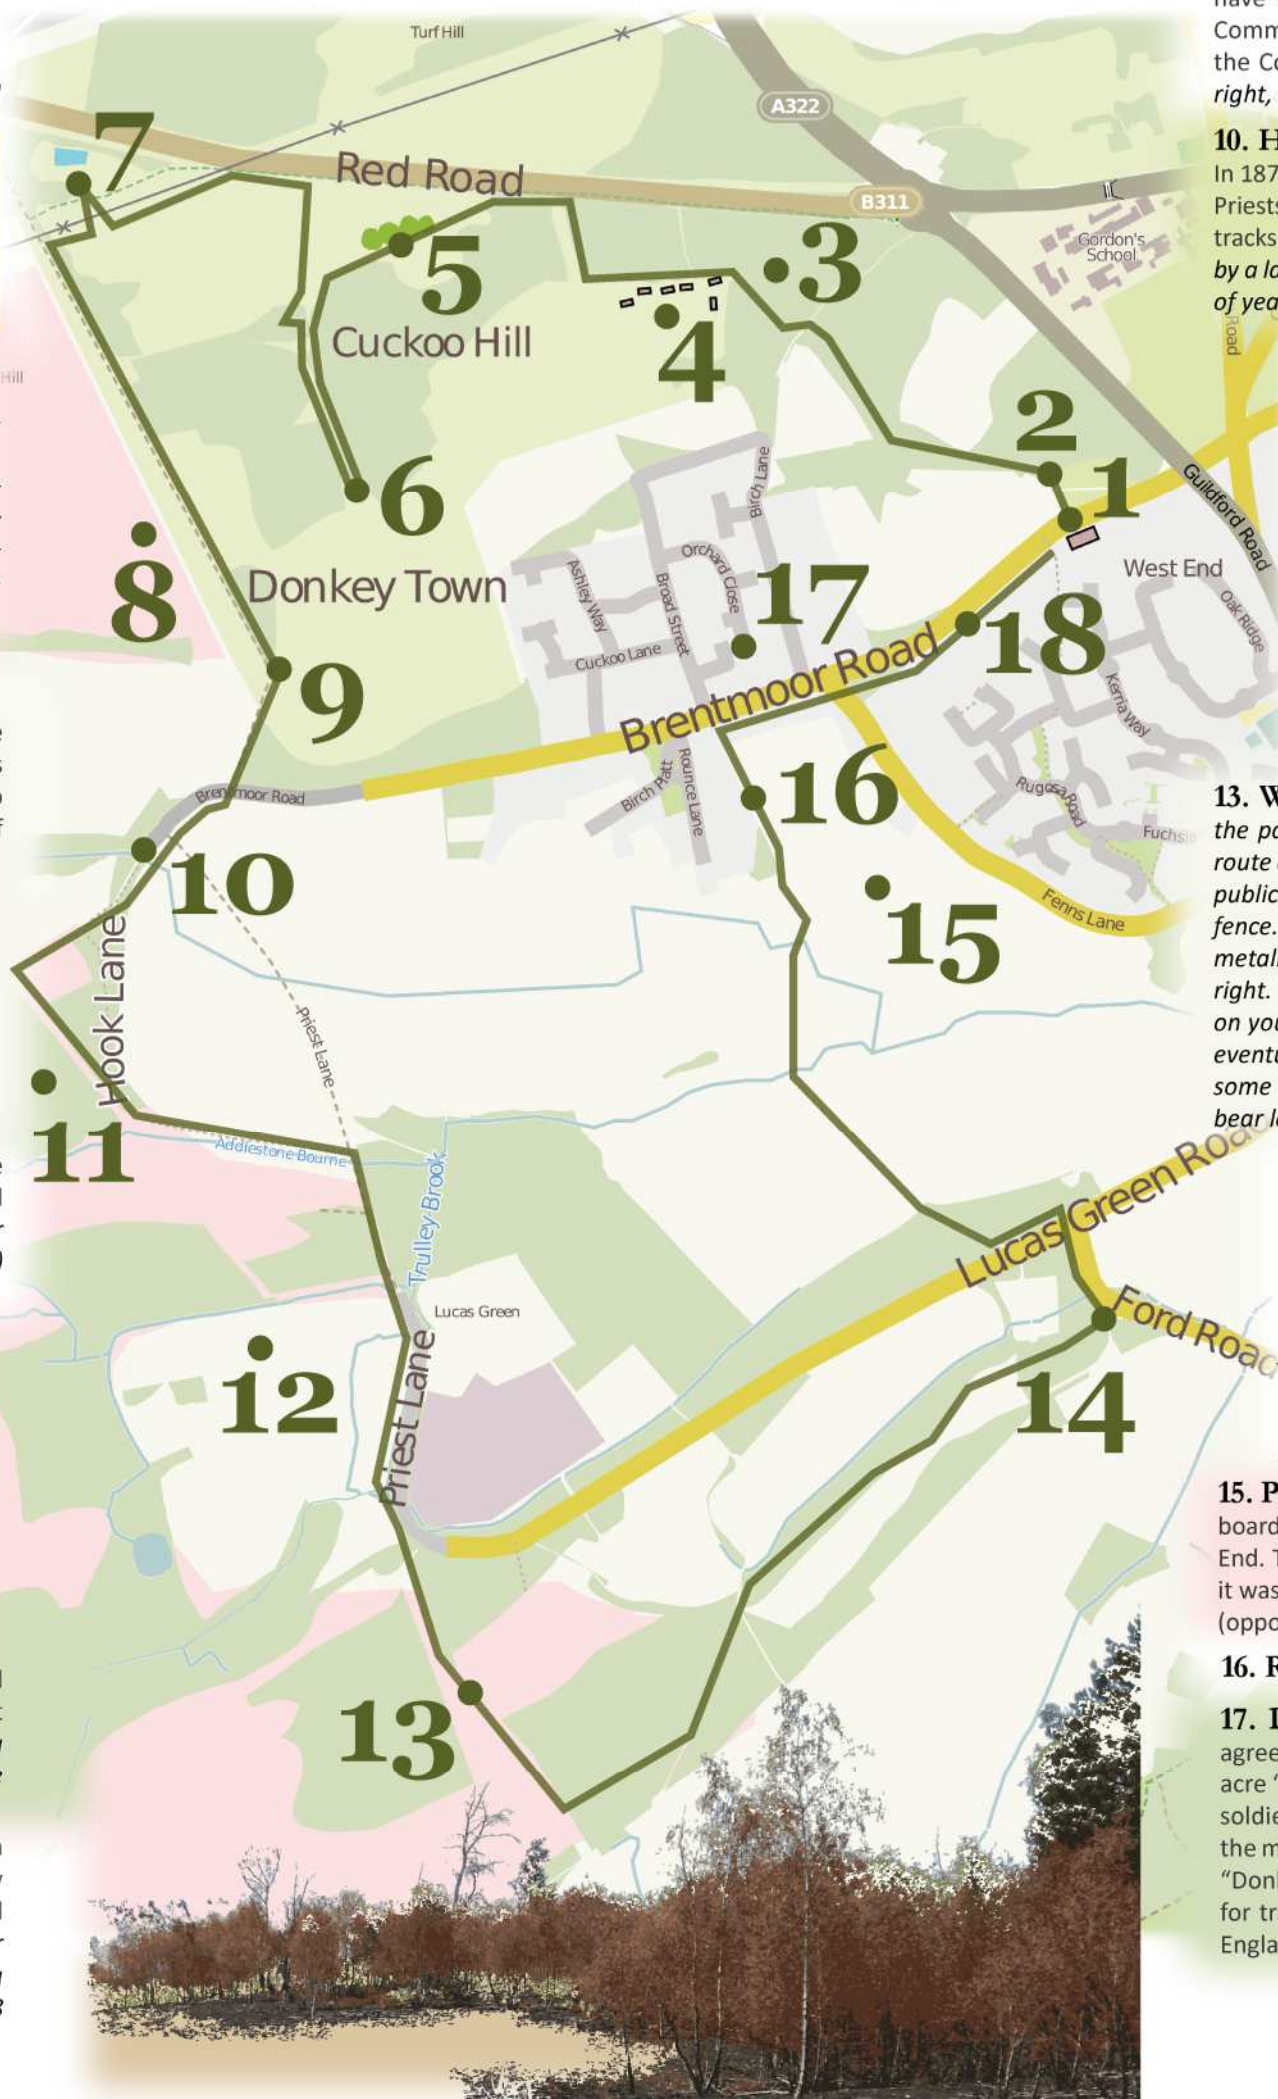 Turf Hill
A322
7
Red Road
B311
Gordon's
School
3
5
4
Cuckoo Hill
Road
Hill
2
1
Guildford Road
6
Birch Lane
West End
8
Donkey Town
Ashley Way
Broad Street
Orchard Close
Cuckoo Lane
17
18
Oak Ridge
Kerria Way
9
Brentmoor Road
Birch Platt
Rounce Lane
16
Rugosa Road
Brentmoor Road
10
15
Fenns Lane
Hook Lane
Priest Lane
11
Addlestone Bourne
Trulley Brook
Lucas Green Road
Lucas Green
Ford Road
12
Priest Lane
14
13
Comm
the Co
right,
10. H
In 187
Priests
tracks
by a la
of yea
13. W
the pa
route
public
fence.
metall
right.
on you
eventu
some
bear l
15. P
board
End. T
it was
(oppo
16. R
17. I
agree
acre
soldie
the m
"Donk
for tr
Engla